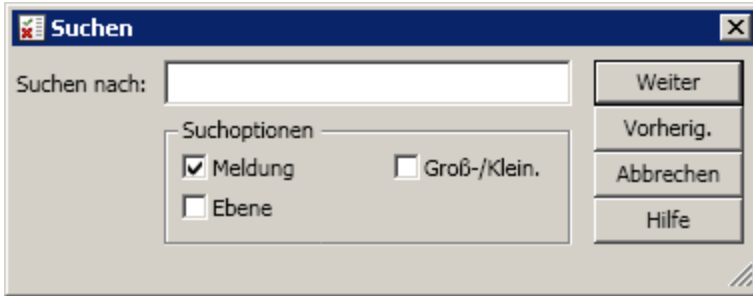 Suchen
Suchen nach:
Weiter
Suchoptionen
Vorherig.
Meldung
Groß-/Klein.
Abbrechen
Ebene
Hilfe